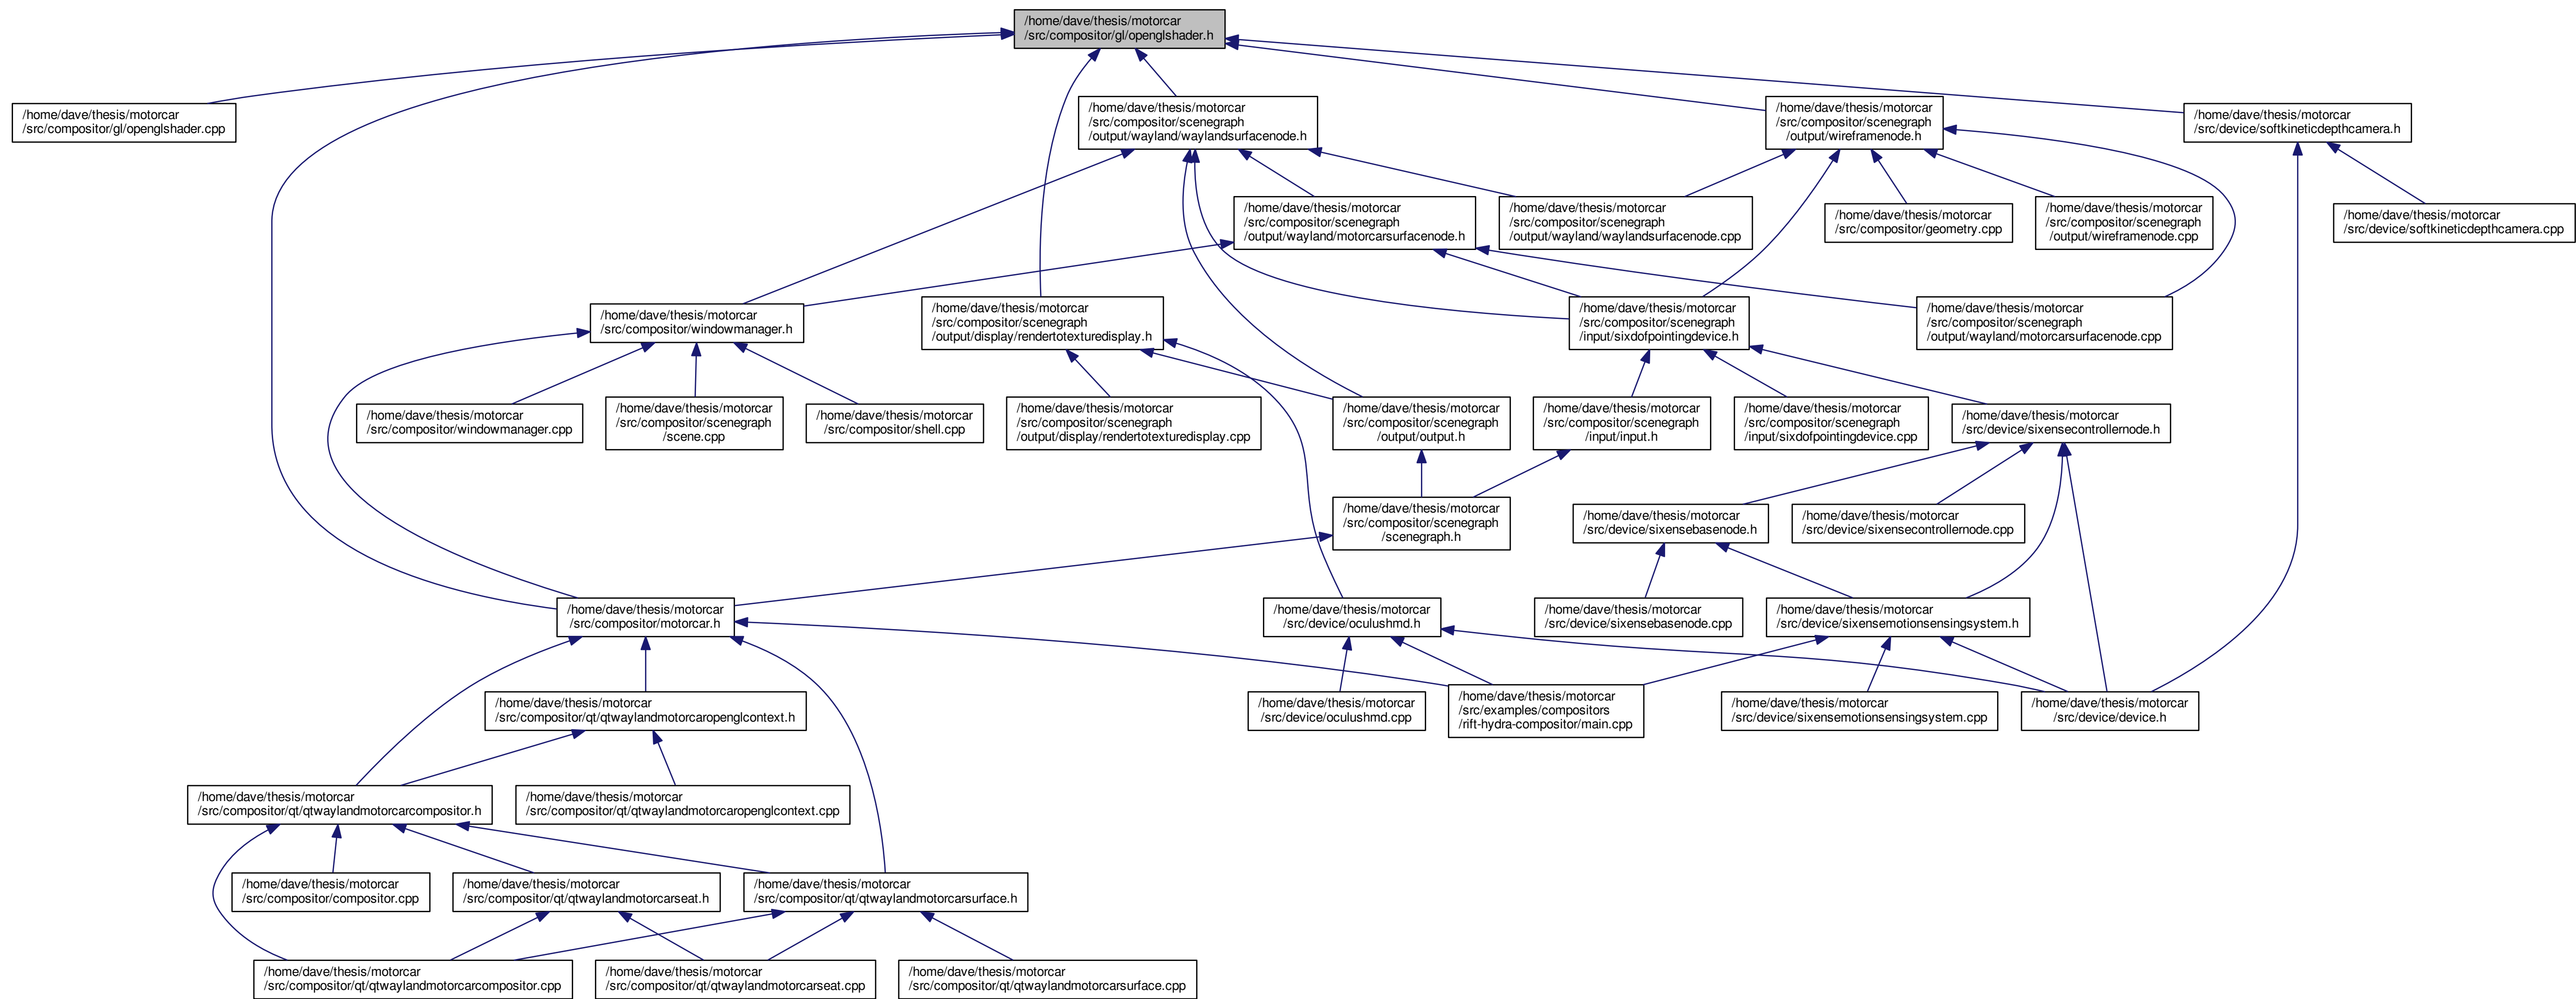 /home/dave/thesis/motorcar
/src/compositor/gl/openglshader.h
/home/dave/thesis/motorcar
/src/compositor/gl/openglshader.cpp
/home/dave/thesis/motorcar
/src/compositor/scenegraph
/output/wayland/waylandsurfacenode.h
/home/dave/thesis/motorcar
/src/compositor/scenegraph
/output/wireframenode.h
/home/dave/thesis/motorcar
/src/device/softkineticdepthcamera.h
/home/dave/thesis/motorcar
/src/compositor/scenegraph
/output/wayland/motorcarsurfacenode.h
/home/dave/thesis/motorcar
/src/compositor/scenegraph
/output/wayland/waylandsurfacenode.cpp
/home/dave/thesis/motorcar
/src/compositor/geometry.cpp
/home/dave/thesis/motorcar
/src/compositor/scenegraph
/output/wireframenode.cpp
/home/dave/thesis/motorcar
/src/device/softkineticdepthcamera.cpp
/home/dave/thesis/motorcar
/src/compositor/windowmanager.h
/home/dave/thesis/motorcar
/src/compositor/scenegraph
/output/display/rendertotexturedisplay.h
/home/dave/thesis/motorcar
/src/compositor/scenegraph
/input/sixdofpointingdevice.h
/home/dave/thesis/motorcar
/src/compositor/scenegraph
/output/wayland/motorcarsurfacenode.cpp
/home/dave/thesis/motorcar
/src/compositor/windowmanager.cpp
/home/dave/thesis/motorcar
/src/compositor/scenegraph
/scene.cpp
/home/dave/thesis/motorcar
/src/compositor/shell.cpp
/home/dave/thesis/motorcar
/src/compositor/scenegraph
/output/display/rendertotexturedisplay.cpp
/home/dave/thesis/motorcar
/src/compositor/scenegraph
/output/output.h
/home/dave/thesis/motorcar
/src/compositor/scenegraph
/input/input.h
/home/dave/thesis/motorcar
/src/compositor/scenegraph
/input/sixdofpointingdevice.cpp
/home/dave/thesis/motorcar
/src/device/sixensecontrollernode.h
/home/dave/thesis/motorcar
/src/compositor/scenegraph
/scenegraph.h
/home/dave/thesis/motorcar
/src/device/sixensebasenode.h
/home/dave/thesis/motorcar
/src/device/sixensecontrollernode.cpp
/home/dave/thesis/motorcar
/src/compositor/motorcar.h
/home/dave/thesis/motorcar
/src/device/oculushmd.h
/home/dave/thesis/motorcar
/src/device/sixensebasenode.cpp
/home/dave/thesis/motorcar
/src/device/sixensemotionsensingsystem.h
/home/dave/thesis/motorcar
/src/compositor/qt/qtwaylandmotorcaropenglcontext.h
/home/dave/thesis/motorcar
/src/device/oculushmd.cpp
/home/dave/thesis/motorcar
/src/examples/compositors
/rift-hydra-compositor/main.cpp
/home/dave/thesis/motorcar
/src/device/sixensemotionsensingsystem.cpp
/home/dave/thesis/motorcar
/src/device/device.h
/home/dave/thesis/motorcar
/src/compositor/qt/qtwaylandmotorcarcompositor.h
/home/dave/thesis/motorcar
/src/compositor/qt/qtwaylandmotorcaropenglcontext.cpp
/home/dave/thesis/motorcar
/src/compositor/compositor.cpp
/home/dave/thesis/motorcar
/src/compositor/qt/qtwaylandmotorcarseat.h
/home/dave/thesis/motorcar
/src/compositor/qt/qtwaylandmotorcarsurface.h
/home/dave/thesis/motorcar
/src/compositor/qt/qtwaylandmotorcarcompositor.cpp
/home/dave/thesis/motorcar
/src/compositor/qt/qtwaylandmotorcarseat.cpp
/home/dave/thesis/motorcar
/src/compositor/qt/qtwaylandmotorcarsurface.cpp